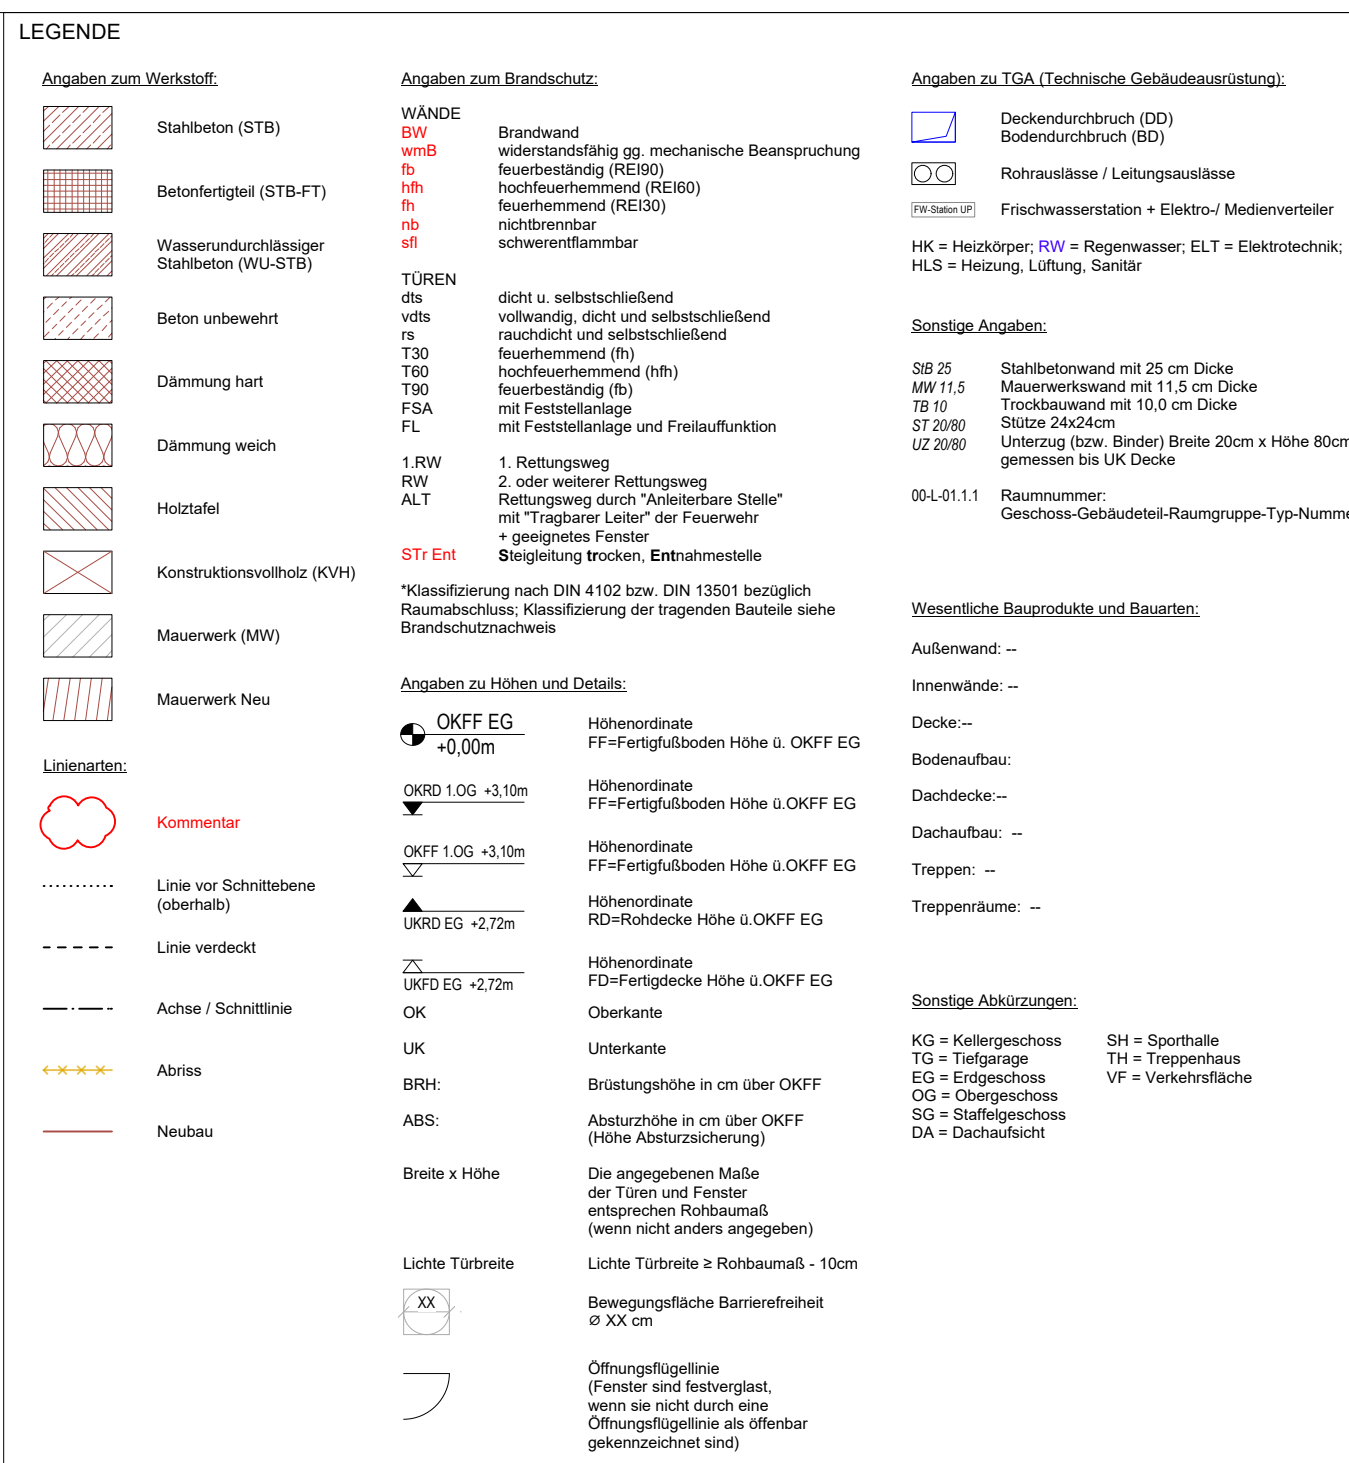 LEGENDE
Angaben zum Werkstoff:
Stahlbeton (STB)
Betonfertigteil (STB-FT)
Wasserundurchlässiger
Stahlbeton (WU-STB)
Beton unbewehrt
Dämmung hart
Dämmung weich
Holztafel
Konstruktionsvollholz (KVH)
Mauerwerk (MW)
Mauerwerk Neu
Linienarten:
Kommentar
Linie vor Schnittebene
(oberhalb)
Linie verdeckt
Achse / Schnittlinie
Abriss
Neubau
Angaben zum Brandschutz:
WÄNDE
BW Brandwand
wmB widerstandsfähig gg. mechanische Beanspruchung
fb feuerbeständig (REI90)
hfh hochfeuerhemmend (REI60)
fh feuerhemmend (REI30)
nb nichtbrennbar
sfl schwerentflammbar
TÜREN
dts dicht u. selbstschließend
vdts vollwandig, dicht und selbstschließend
rs rauchdicht und selbstschließend
T30 feuerhemmend (fh)
T60 hochfeuerhemmend (hfh)
T90 feuerbeständig (fb)
FSA mit Feststellanlage
FL mit Feststellanlage und Freilauffunktion
1.RW 1. Rettungsweg
RW 2. oder weiterer Rettungsweg
ALT Rettungsweg durch "Anleiterbare Stelle"
mit "Tragbarer Leiter" der Feuerwehr
+ geeignetes Fenster
STr Ent Steigleitung trocken, Entnahmestelle
*Klassifizierung nach DIN 4102 bzw. DIN 13501 bezüglich
Raumabschluss; Klassifizierung der tragenden Bauteile siehe
Brandschutznachweis
Angaben zu Höhen und Details:
OKFF EG
+0,00m
Höhenordinate
FF=Fertigfußboden Höhe ü. OKFF EG
OKRD 1.OG +3,10m
Höhenordinate
FF=Fertigfußboden Höhe ü.OKFF EG
OKFF 1.OG +3,10m
Höhenordinate
FF=Fertigfußboden Höhe ü.OKFF EG
UKRD EG +2,72m
Höhenordinate
RD=Rohdecke Höhe ü.OKFF EG
UKFD EG +2,72m
Höhenordinate
FD=Fertigdecke Höhe ü.OKFF EG
OK Oberkante
UK Unterkante
BRH: Brüstungshöhe in cm über OKFF
ABS: Absturzhöhe in cm über OKFF
(Höhe Absturzsicherung)
Breite x Höhe Die angegebenen Maße
der Türen und Fenster
entsprechen Rohbaumaß
(wenn nicht anders angegeben)
Lichte Türbreite Lichte Türbreite ≥ Rohbaumaß - 10cm
XX Bewegungsfläche Barrierefreiheit
Ø XX cm
Öffnungsflügellinie
(Fenster sind festverglast,
wenn sie nicht durch eine
Öffnungsflügellinie als öffenbar
gekennzeichnet sind)
Angaben zu TGA (Technische Gebäudeausrüstung):
Deckendurchbruch (DD)
Bodendurchbruch (BD)
Rohrauslässe / Leitungsauslässe
FW-Station UP Frischwasserstation + Elektro-/ Medienverteiler
HK = Heizkörper; RW = Regenwasser; ELT = Elektrotechnik;
HLS = Heizung, Lüftung, Sanitär
Sonstige Angaben:
StB 25 Stahlbetonwand mit 25 cm Dicke
MW 11,5 Mauerwerkswand mit 11,5 cm Dicke
TB 10 Trockbauwand mit 10,0 cm Dicke
ST 20/80 Stütze 24x24cm
UZ 20/80 Unterzug (bzw. Binder) Breite 20cm x Höhe 80cm
gemessen bis UK Decke
00-L-01.1.1 Raumnummer:
Geschoss-Gebäudeteil-Raumgruppe-Typ-Numme
Wesentliche Bauprodukte und Bauarten:
Außenwand: --
Innenwände: --
Decke:--
Bodenaufbau:
Dachdecke:--
Dachaufbau: --
Treppen: --
Treppenräume: --
Sonstige Abkürzungen:
KG = Kellergeschoss SH = Sporthalle
TG = Tiefgarage TH = Treppenhaus
EG = Erdgeschoss VF = Verkehrsfläche
OG = Obergeschoss
SG = Staffelgeschoss
DA = Dachaufsicht